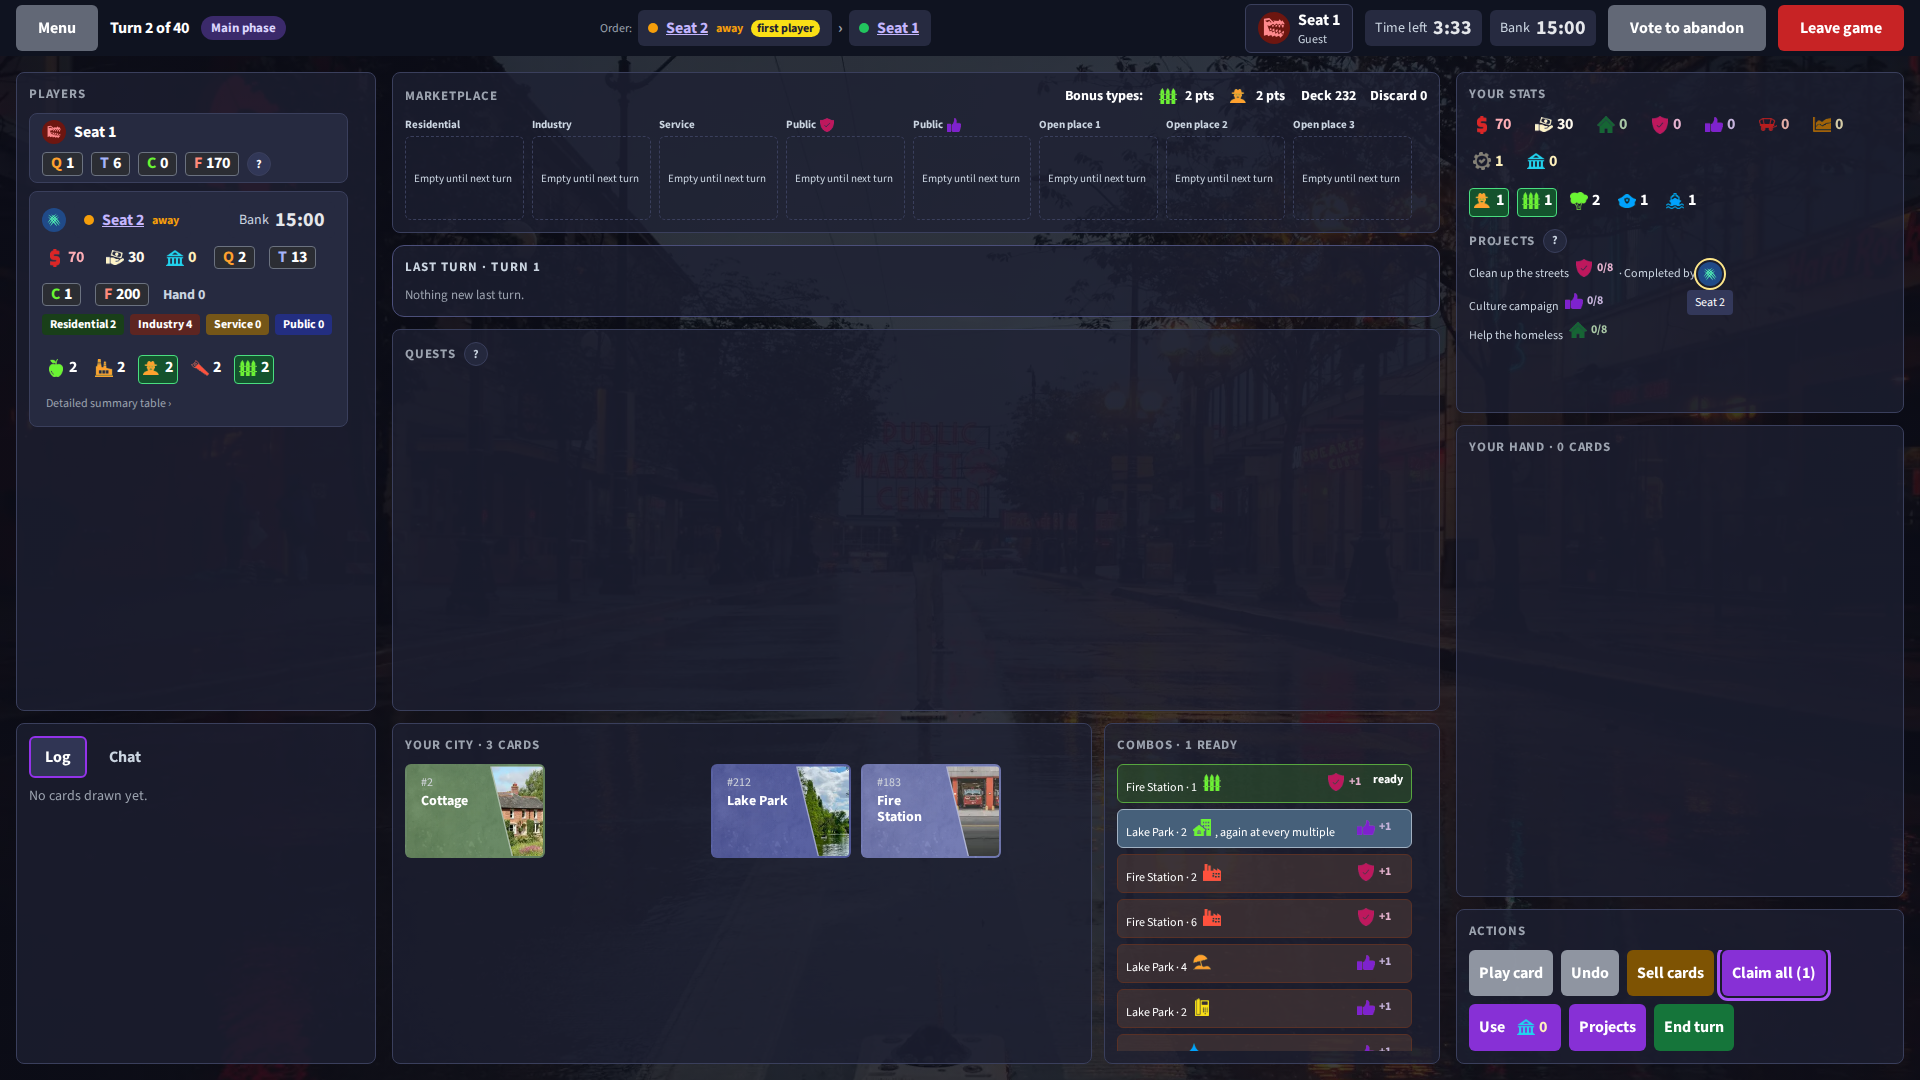 Menu Turn 2 of 40 Main phase Order: Seat 2 away first player › Seat 1 Seat 1 Guest Time left 3:33 Bank 15:00 Vote to abandon Leave game
PLAYERS
Seat 1
Q 1 T 6 C 0 F 170 ?
Seat 2 away Bank 15:00
70 30 0 Q 2 T 13
C 1 F 200 Hand 0
Residential 2 Industry 4 Service 0 Public 0
2 2 2 2 2
Detailed summary table ›
MARKETPLACE Bonus types: 2 pts 2 pts Deck 232 Discard 0
Residential Industry Service Public Public Open place 1 Open place 2 Open place 3
Empty until next turn Empty until next turn Empty until next turn Empty until next turn Empty until next turn Empty until next turn Empty until next turn Empty until next turn
LAST TURN · TURN 1
Nothing new last turn.
QUESTS ?
YOUR STATS
70 30 0 0 0 0 0
1 0
1 1 2 1 1
PROJECTS ?
Clean up the streets 0/8 · Completed by
Seat 2
Culture campaign 0/8
Help the homeless 0/8
YOUR HAND · 0 CARDS
Log Chat
No cards drawn yet.
YOUR CITY · 3 CARDS
#2
Cottage
#212
Lake Park
#183
Fire
Station
COMBOS · 1 READY
Fire Station · 1 +1 ready
Lake Park · 2 , again at every multiple +1
Fire Station · 2 +1
Fire Station · 6 +1
Lake Park · 4 +1
Lake Park · 2 +1
ACTIONS
Play card Undo Sell cards Claim all (1)
Use 0 Projects End turn